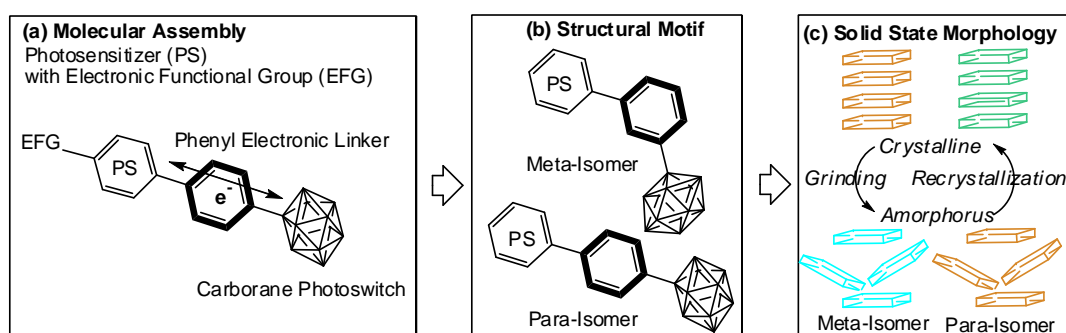 (a) Molecular Assembly
Photosensitizer (PS)
with Electronic Functional Group (EFG)
EFG
PS
Phenyl Electronic Linker
e-
Carborane Photoswitch
(b) Structural Motif
PS
Meta-Isomer
PS
Para-Isomer
(c) Solid State Morphology
Crystalline
Grinding Recrystallization
Amorphorus
Meta-Isomer Para-Isomer